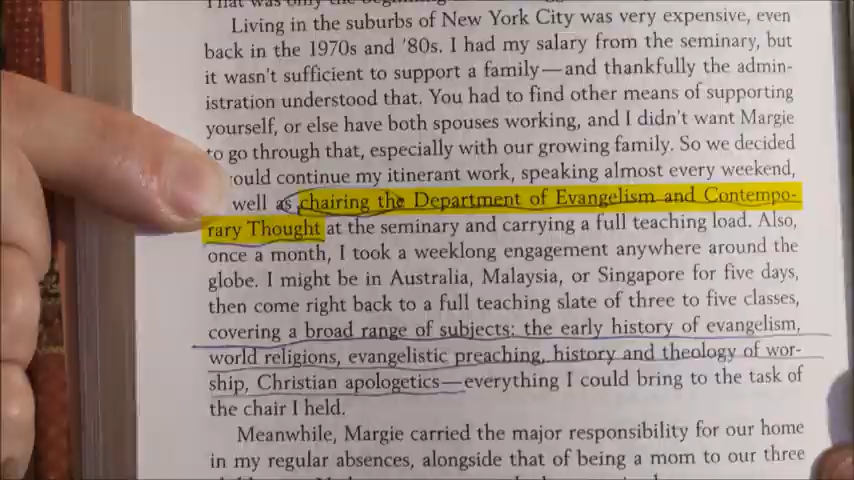 That was only the beginning
Living in the suburbs of New York City was very expensive, even
back in the 1970s and '80s. I had my salary from the seminary, but
it wasn't sufficient to support a family—and thankfully the admin-
istration understood that. You had to find other means of supporting
yourself, or else have both spouses working, and I didn't want Margie
to go through that, especially with our growing family. So we decided
would continue my itinerant work, speaking almost every weekend,
well as chairing the Department of Evangelism and Contempo-
rary Thought at the seminary and carrying a full teaching load. Also,
once a month, I took a weeklong engagement anywhere around the
globe. I might be in Australia, Malaysia, or Singapore for five days,
then come right back to a full teaching slate of three to five classes,
covering a broad range of subjects: the early history of evangelism,
world religions, evangelistic preaching, history and theology of wor-
ship, Christian apologetics—everything I could bring to the task of
the chair I held.
Meanwhile, Margie carried the major responsibility for our home
in my regular absences, alongside that of being a mom to our three